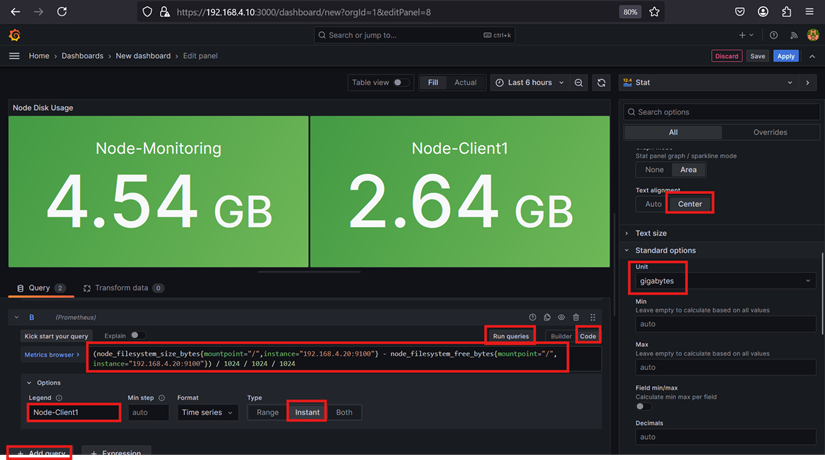 https://192.168.4.10:3000/dashboard/new?orgId=1&editPanel=8
80%
Search or jump to...
ctrl+k
Home > Dashboards > New dashboard > Edit panel
Discard
Save
Apply
Table view
Fill
Actual
Last 6 hours
12.4
Stat
Node Disk Usage
Search options
All
Overrides
Node-Monitoring
4.54 GB
Node-Client1
2.64 GB
Stat panel graph / sparkline mode
None
Area
Text alignment
Auto
Center
Text size
Standard options
Unit
gigabytes
Min
Leave empty to calculate based on all values
auto
Max
Leave empty to calculate based on all values
auto
Field min/max
Calculate min max per field
Decimals
auto
Query 2
Transform data 0
B (Prometheus)
Kick start your query
Explain
Run queries
Builder
Code
Metrics browser >
(node_filesystem_size_bytes{mountpoint="/",instance="192.168.4.20:9100"} - node_filesystem_free_bytes{mountpoint="/",
instance="192.168.4.20:9100"}) / 1024 / 1024 / 1024
Options
Legend
Min step
Format
Type
Node-Client1
auto
Time series
Range
Instant
Both
+ Add query
+ Expression